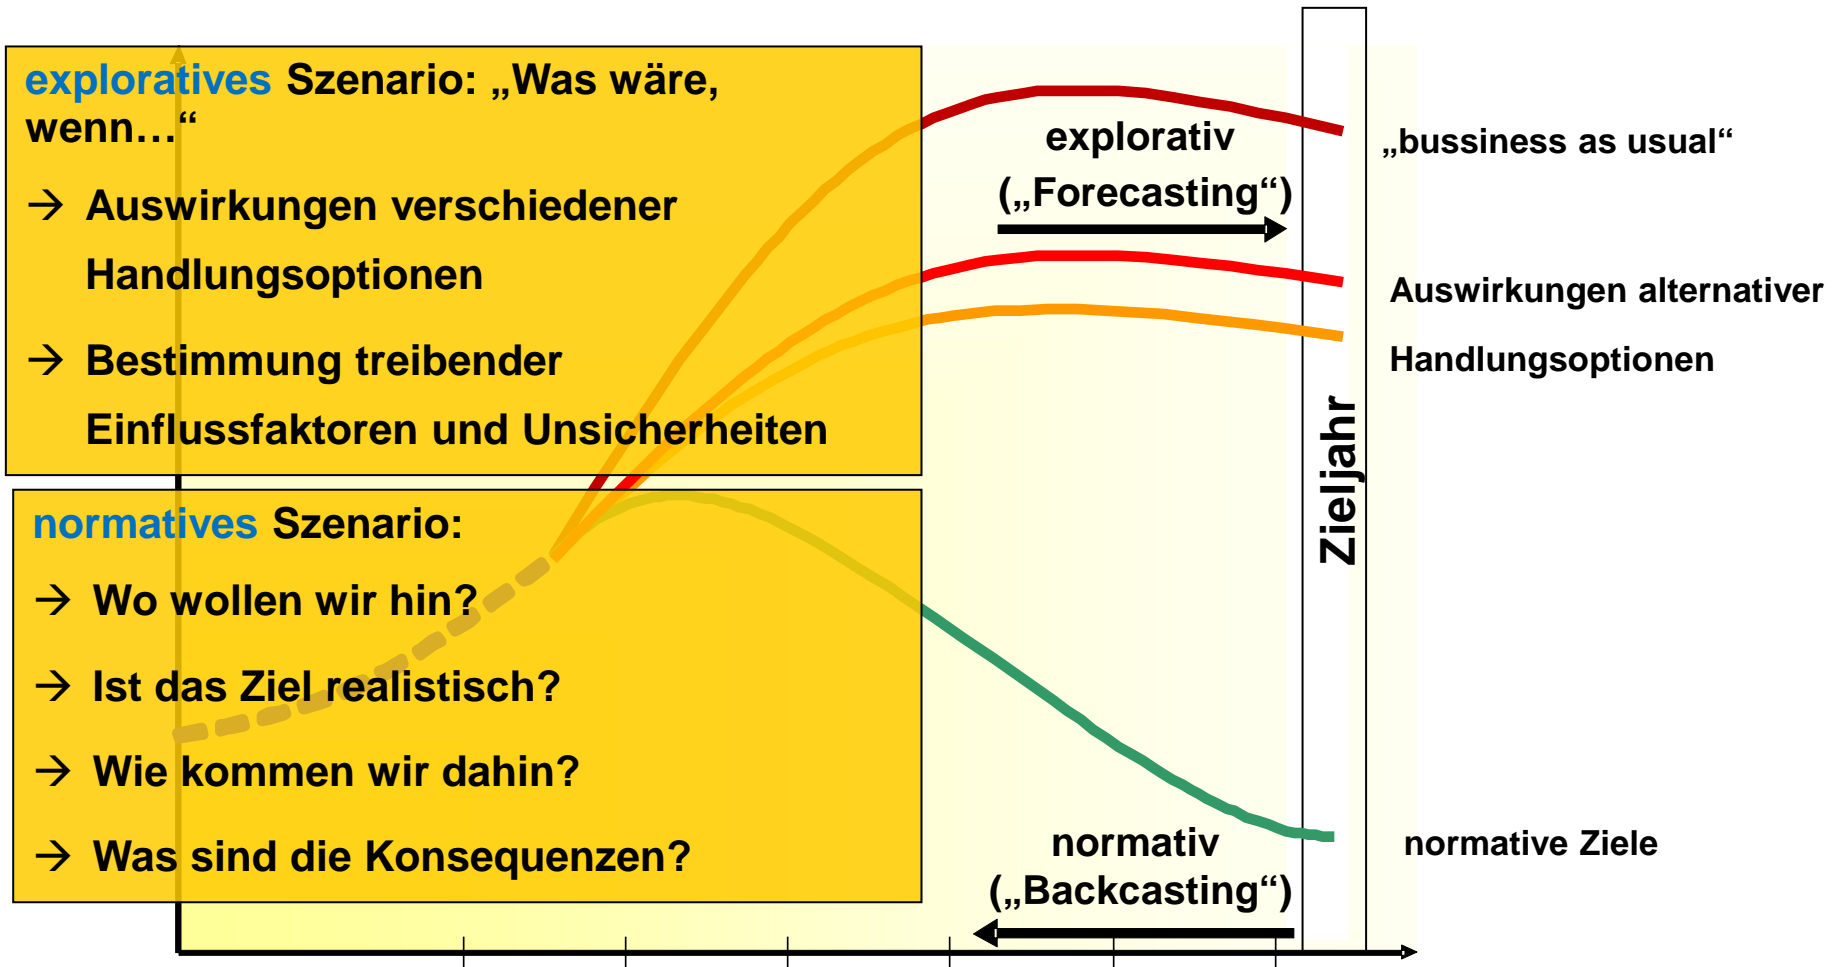 exploratives Szenario: „Was wäre,
wenn…“
→ Auswirkungen verschiedener
Handlungsoptionen
→ Bestimmung treibender
Einflussfaktoren und Unsicherheiten
normatives Szenario:
→ Wo wollen wir hin?
→ Ist das Ziel realistisch?
→ Wie kommen wir dahin?
→ Was sind die Konsequenzen?
explorativ
(„Forecasting“)
normativ
(„Backcasting“)
Zieljahr
„bussiness as usual“
Auswirkungen alternativer
Handlungsoptionen
normative Ziele